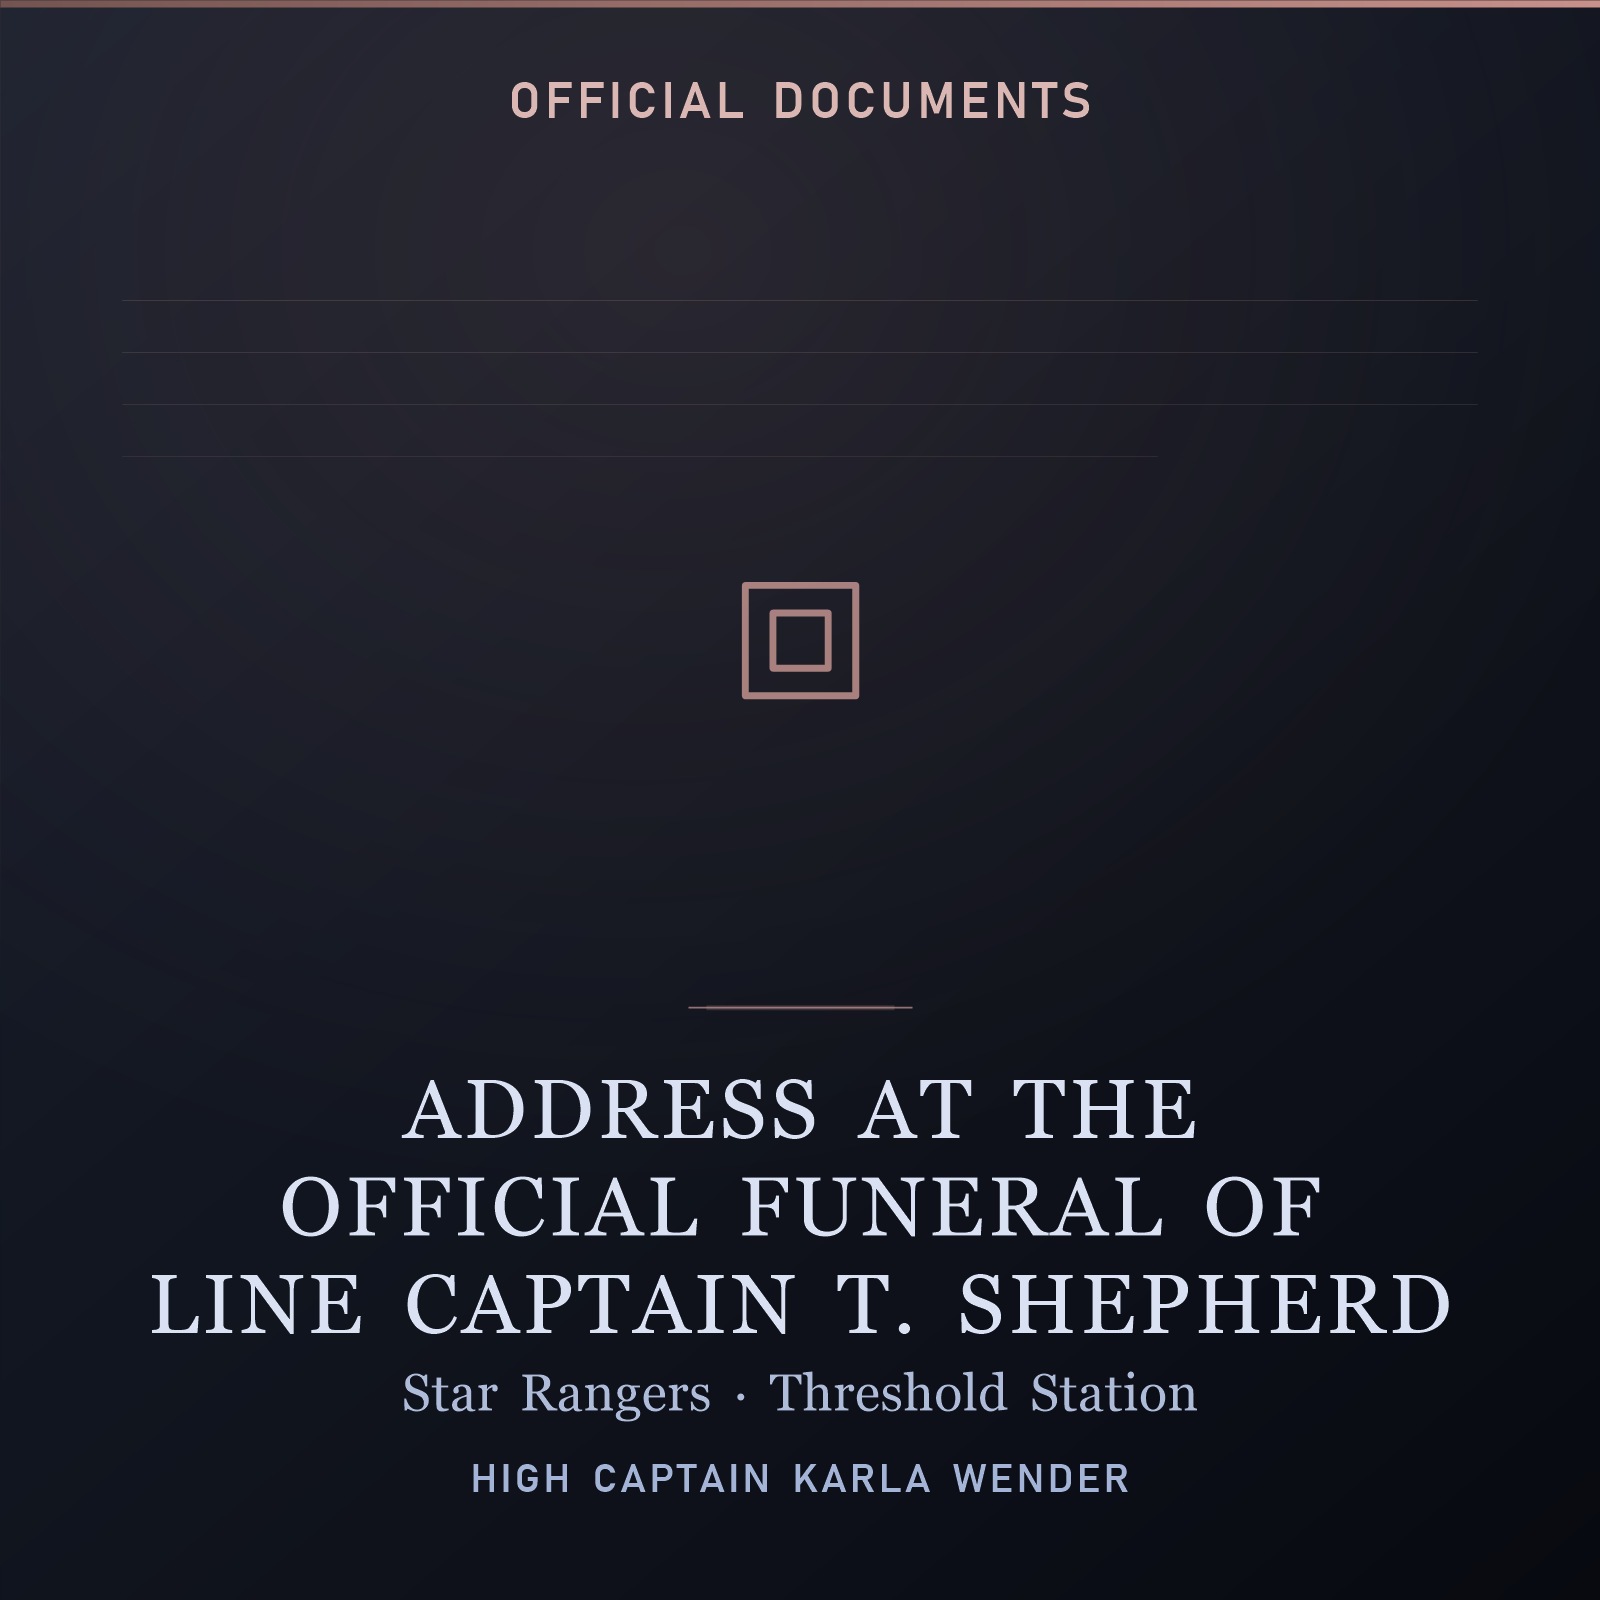 OFFICIAL DOCUMENTS
ADDRESS AT THE
OFFICIAL FUNERAL OF
LINE CAPTAIN T. SHEPHERD
Star Rangers · Threshold Station
HIGH CAPTAIN KARLA WENDER